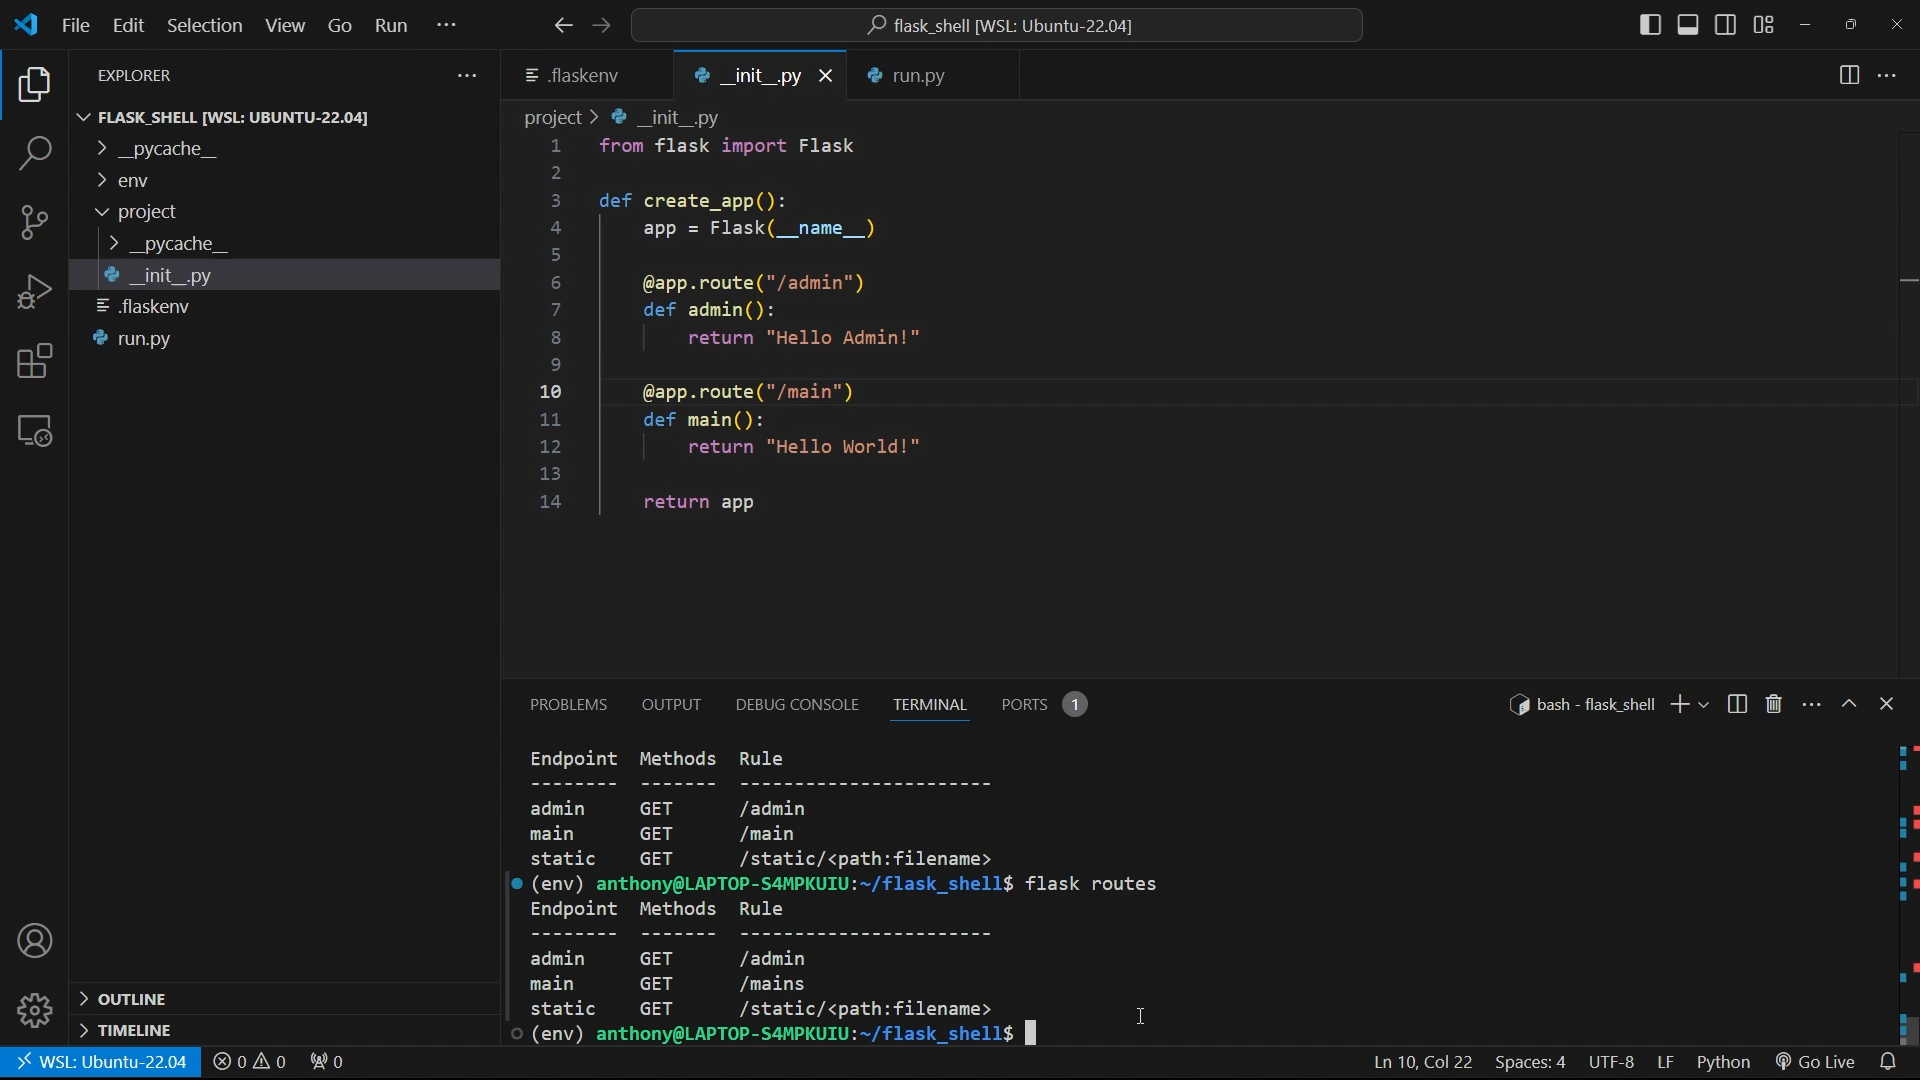 File Edit Selection View Go Run ···
flask_shell [WSL: Ubuntu-22.04]
EXPLORER
FLASK_SHELL [WSL: UBUNTU-22.04]
__pycache__
env
project
__pycache__
__init__.py
.flaskenv
run.py
OUTLINE
TIMELINE
.flaskenv
__init__.py
run.py
project > __init__.py
1 from flask import Flask
2
3 def create_app():
4 app = Flask(__name__)
5
6 @app.route("/admin")
7 def admin():
8 return "Hello Admin!"
9
10 @app.route("/main")
11 def main():
12 return "Hello World!"
13
14 return app
PROBLEMS OUTPUT DEBUG CONSOLE TERMINAL PORTS 1
bash - flask_shell
Endpoint Methods Rule
-------- ------- -----------------------
admin GET /admin
main GET /main
static GET /static/<path:filename>
(env) anthony@LAPTOP-S4MPKUIU:~/flask_shell$ flask routes
Endpoint Methods Rule
-------- ------- -----------------------
admin GET /admin
main GET /mains
static GET /static/<path:filename>
(env) anthony@LAPTOP-S4MPKUIU:~/flask_shell$
WSL: Ubuntu-22.04 0 0 0
Ln 10, Col 22 Spaces: 4 UTF-8 LF Python Go Live